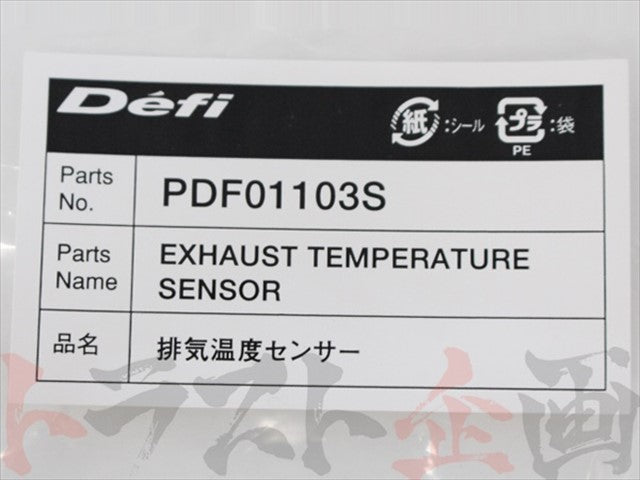 Défi
紙:シール プラ:袋
PE
Parts No. PDF01103S
Parts Name EXHAUST TEMPERATURE SENSOR
品名 排気温度センサー
トラスト企画